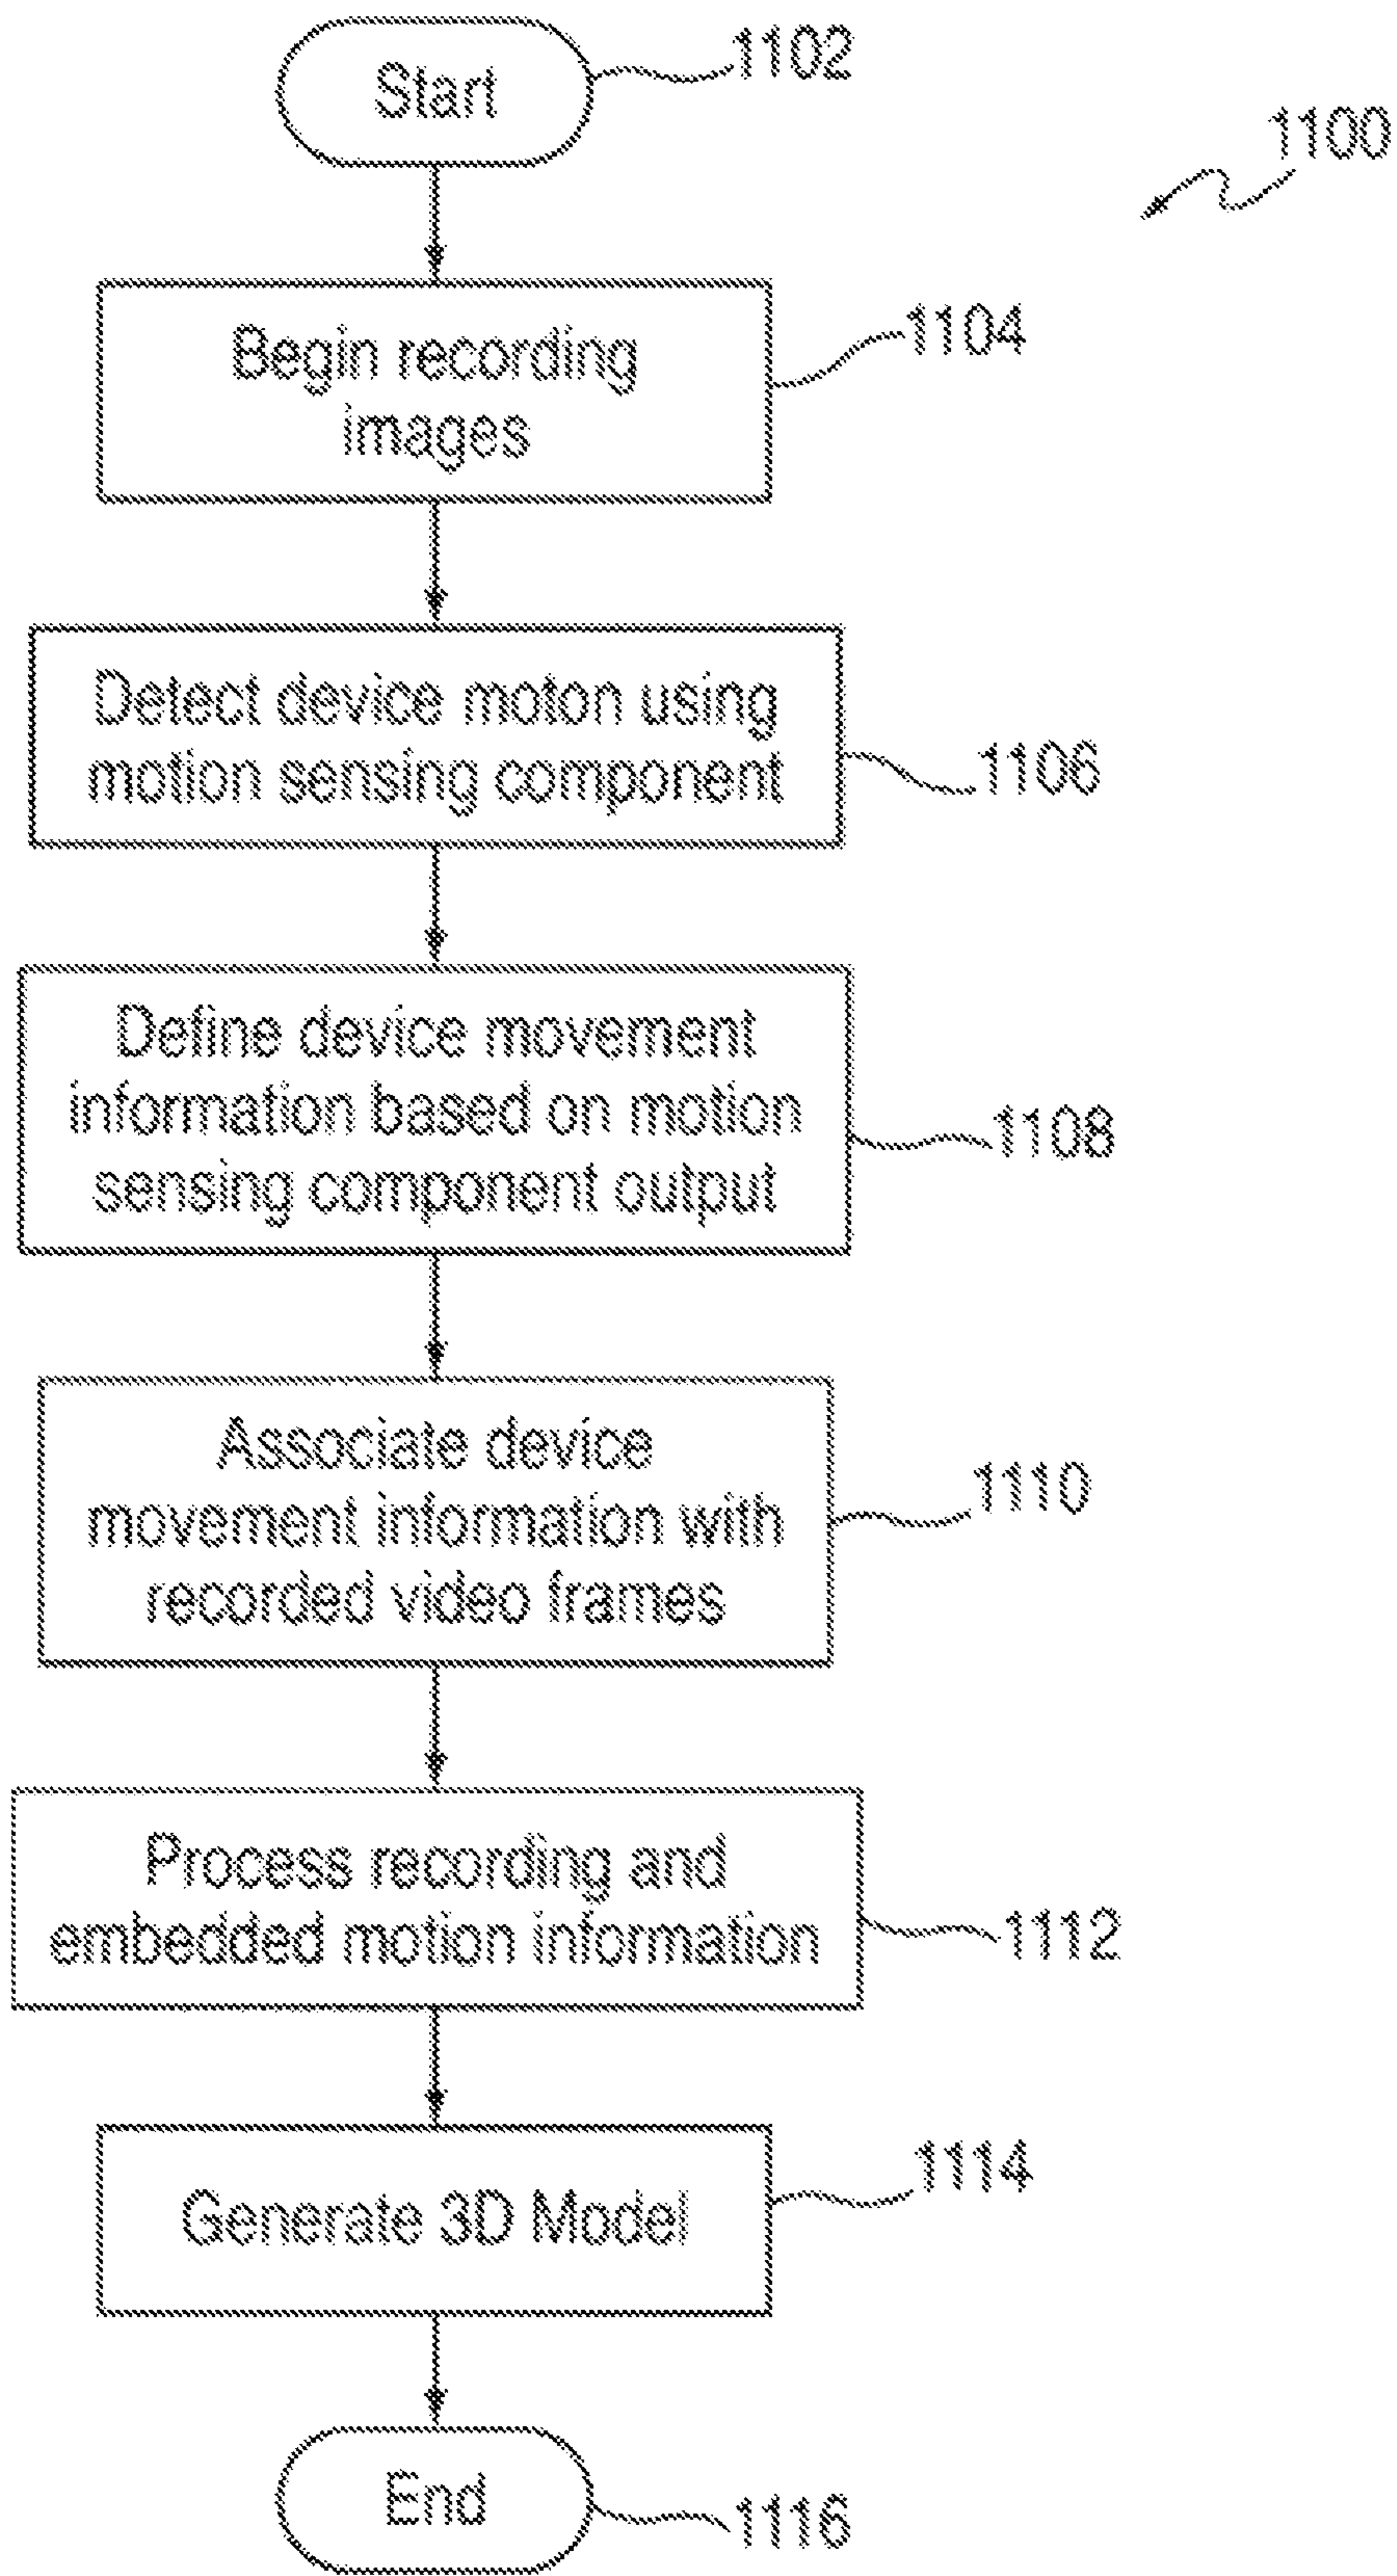 Start
1102
1100
Begin recording
images
1104
Detect device moton using
motion sensing component
1106
Define device movement
information based on motion
sensing component output
1108
Associate device
movement information with
recorded video frames
1110
Process recording and
embedded motion information
1112
Generate 3D Model
1114
End
1116